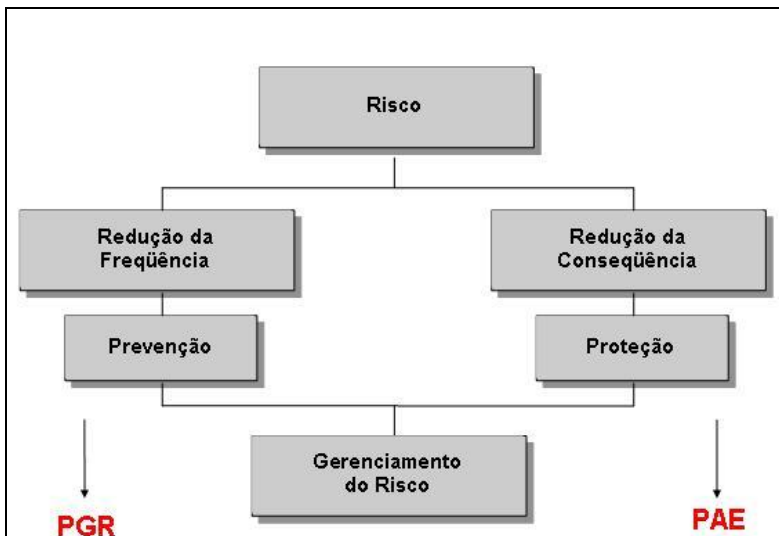 Risco
Redução da
Freqüência
Redução da
Conseqüência
Prevenção
Proteção
Gerenciamento
do Risco
PGR
PAE